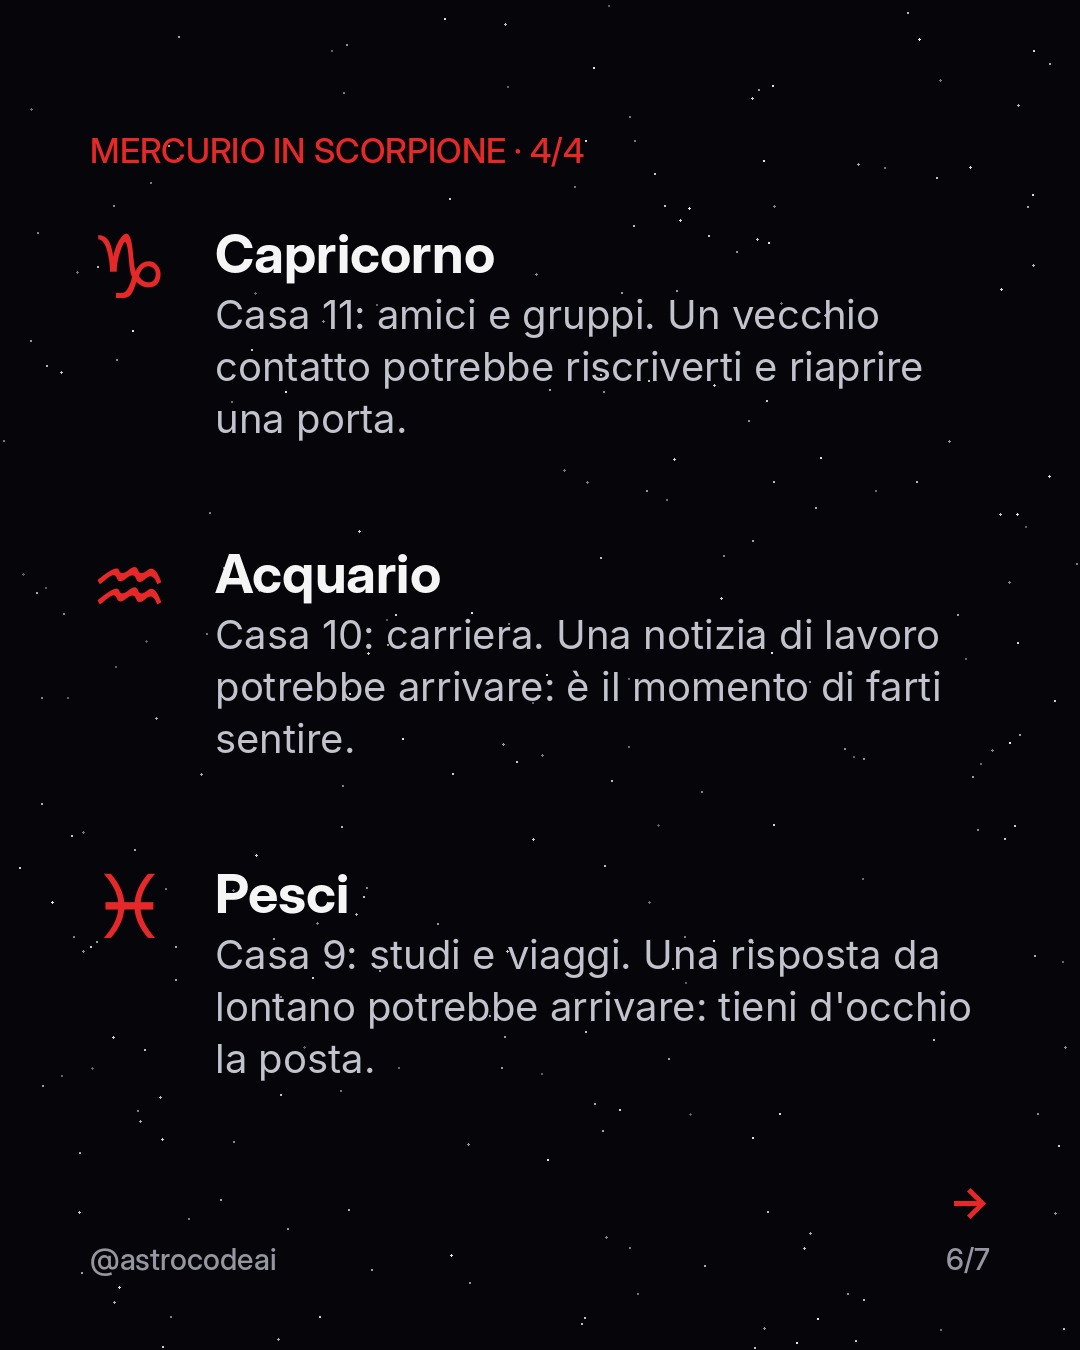 MERCURIO IN SCORPIONE · 4/4
♑ Capricorno
Casa 11: amici e gruppi. Un vecchio
contatto potrebbe riscriverti e riaprire
una porta.
♒ Acquario
Casa 10: carriera. Una notizia di lavoro
potrebbe arrivare: è il momento di farti
sentire.
♓ Pesci
Casa 9: studi e viaggi. Una risposta da
lontano potrebbe arrivare: tieni d'occhio
la posta.
→
@astrocodeai
6/7